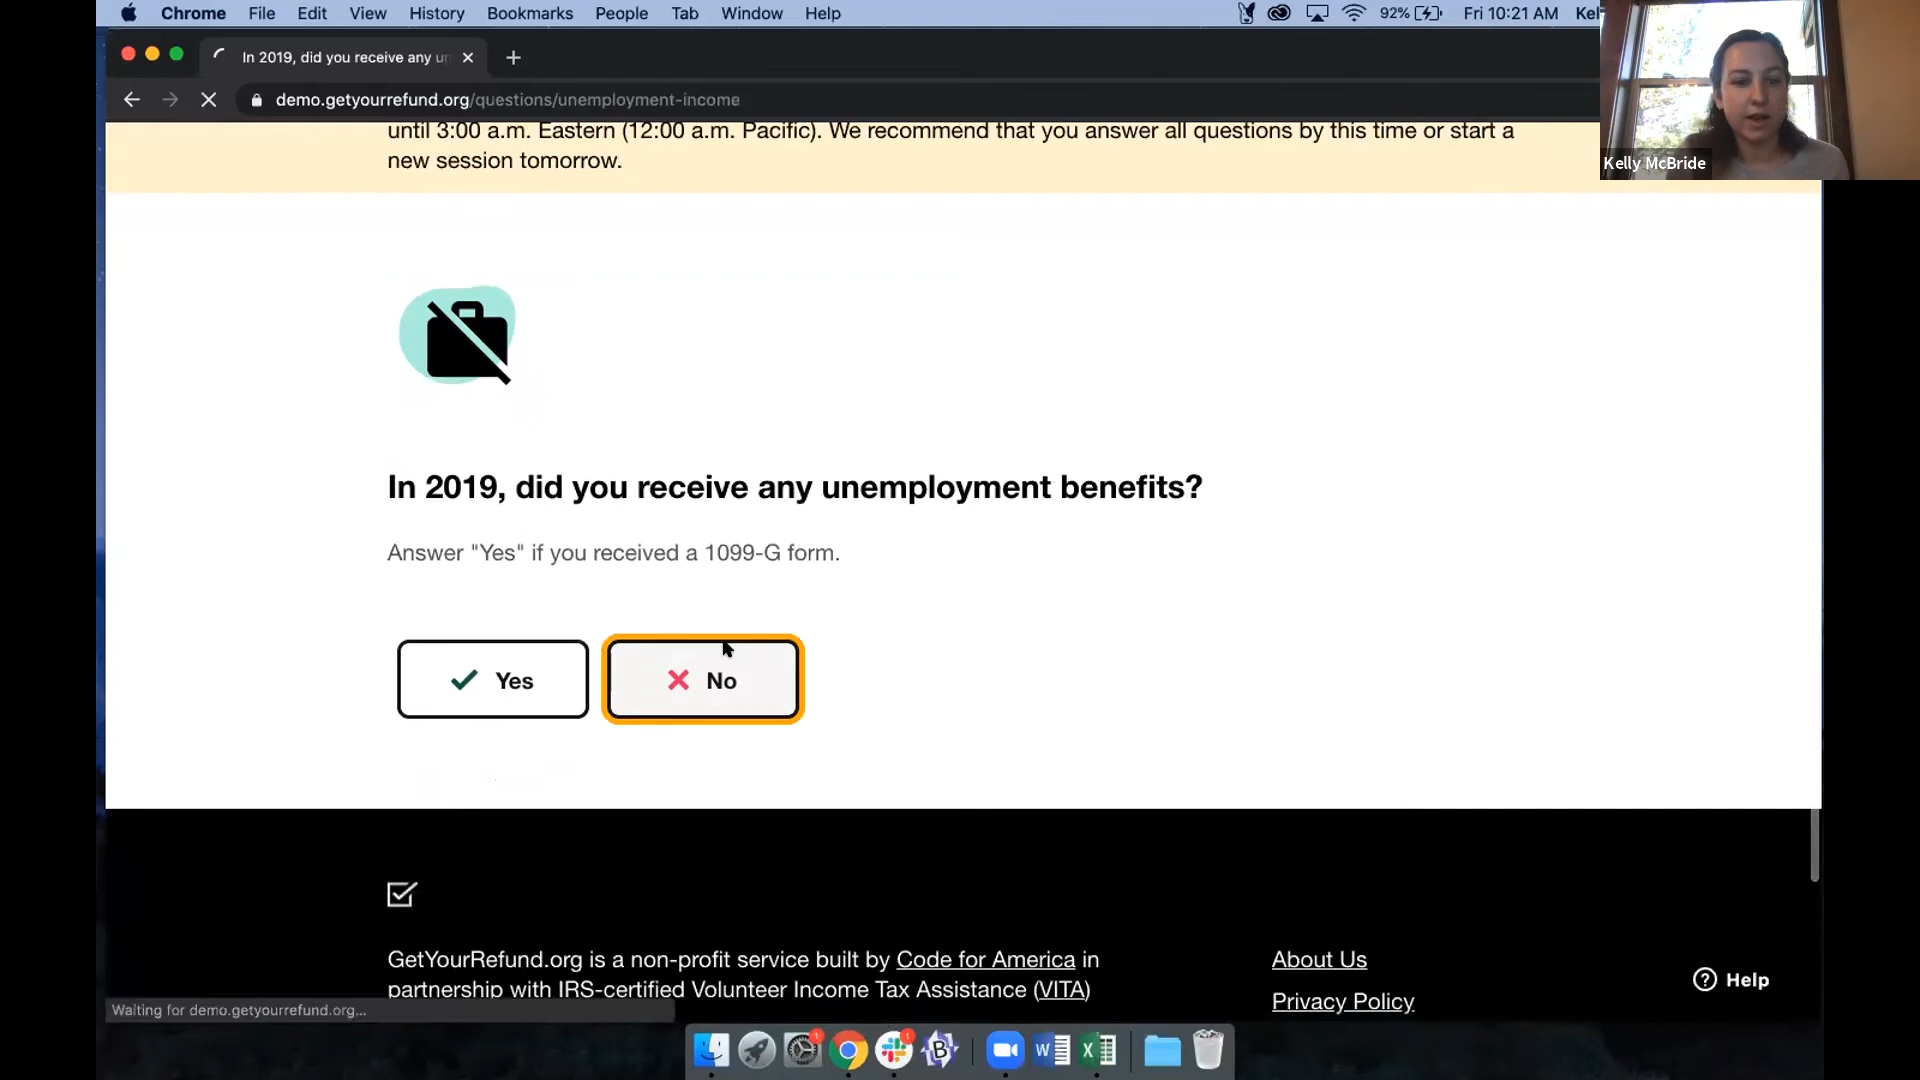 Chrome File Edit View History Bookmarks People Tab Window Help 92% Fri 10:21 AM
In 2019, did you receive any
demo.getyourrefund.org/questions/unemployment-income
Kelly McBride
until 3:00 a.m. Eastern (12:00 a.m. Pacific). We recommend that you answer all questions by this time or start a
new session tomorrow.
In 2019, did you receive any unemployment benefits?
Answer "Yes" if you received a 1099-G form.
Yes No
GetYourRefund.org is a non-profit service built by Code for America in
partnership with IRS-certified Volunteer Income Tax Assistance (VITA)
About Us
Privacy Policy
Help
Waiting for demo.getyourrefund.org...
1 1 B W X